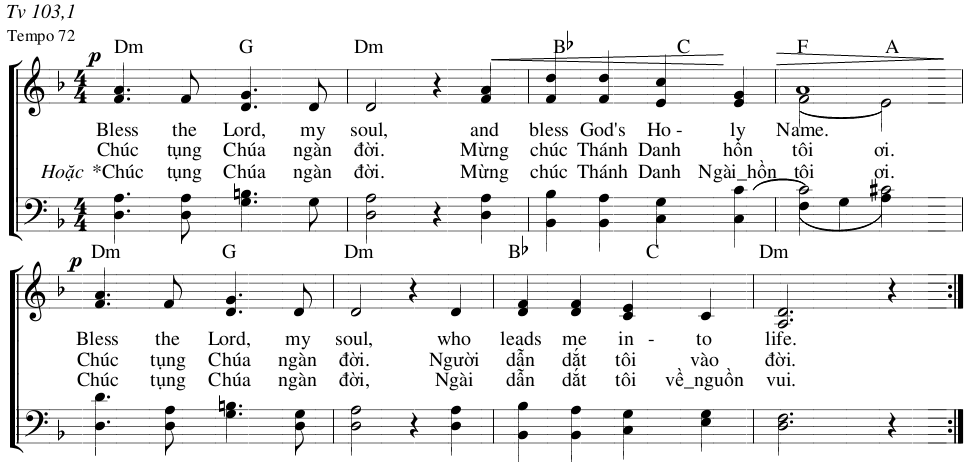 Tv 103,1
Tempo 72
p Dm G Dm B♭ C F A
4 4
Bless the Lord, my soul, and bless God's Ho - ly Name.
Chúc tụng Chúa ngàn đời. Mừng chúc Thánh Danh hồn tôi ơi.
Hoặc *Chúc tụng Chúa ngàn đời. Mừng chúc Thánh Danh Ngài_hồn tôi ơi.
4 4
p Dm G Dm B♭ C Dm
Bless the Lord, my soul, who leads me in - to life.
Chúc tụng Chúa ngàn đời. Người dẫn dắt tôi vào đời.
Chúc tụng Chúa ngàn đời, Ngài dẫn dắt tôi về_nguồn vui.